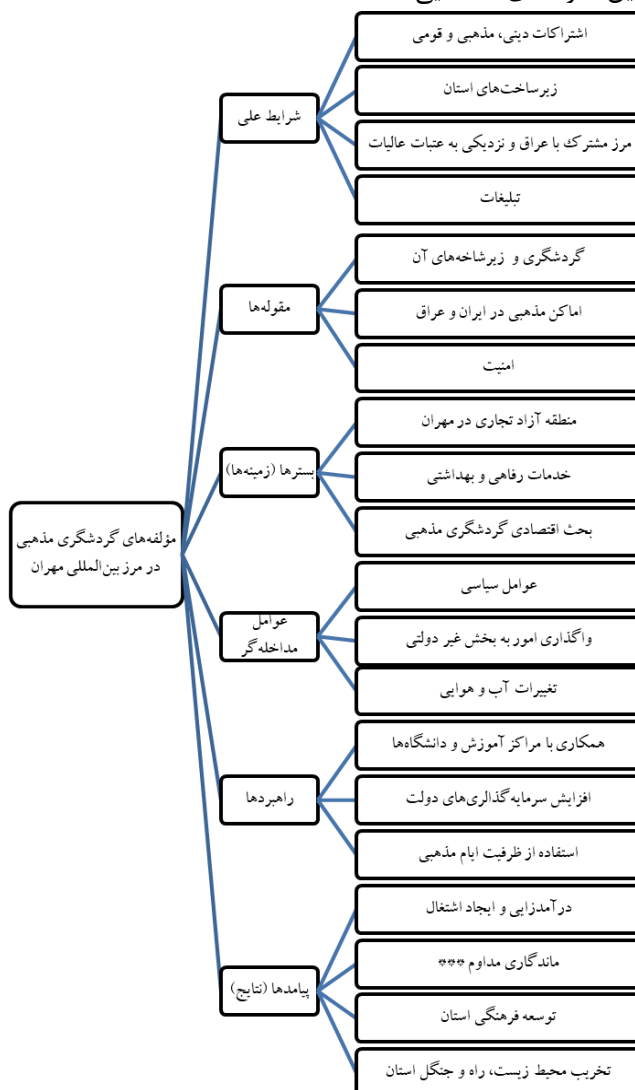 اشتراکات دینی، مذهبی و قومی
زیرساخت‌های استان
شرایط علی
مرز مشترک با عراق و نزدیکی به عتبات عالیات
تبلیغات
گردشگری و زیرشاخه‌های آن
مقوله‌ها
اماکن مذهبی در ایران و عراق
امنیت
منطقه آزاد تجاری در مهران
بسترها (زمینه‌ها)
خدمات رفاهی و بهداشتی
بحث اقتصادی گردشگری مذهبی
مؤلفه‌های گردشگری مذهبی
در مرز بین‌المللی مهران
عوامل سیاسی
عوامل
مداخله‌گر
واگذاری امور به بخش غیر دولتی
تغییرات آب و هوایی
همکاری با مراکز آموزش و دانشگاه‌ها
راهبردها
افزایش سرمایه‌گذالری‌های دولت
استفاده از ظرفیت ایام مذهبی
درآمدزایی و ایجاد اشتغال
ماندگاری مداوم ***
پیامدها (نتایج)
توسعه فرهنگی استان
تخریب محیط زیست، راه و جنگل استان